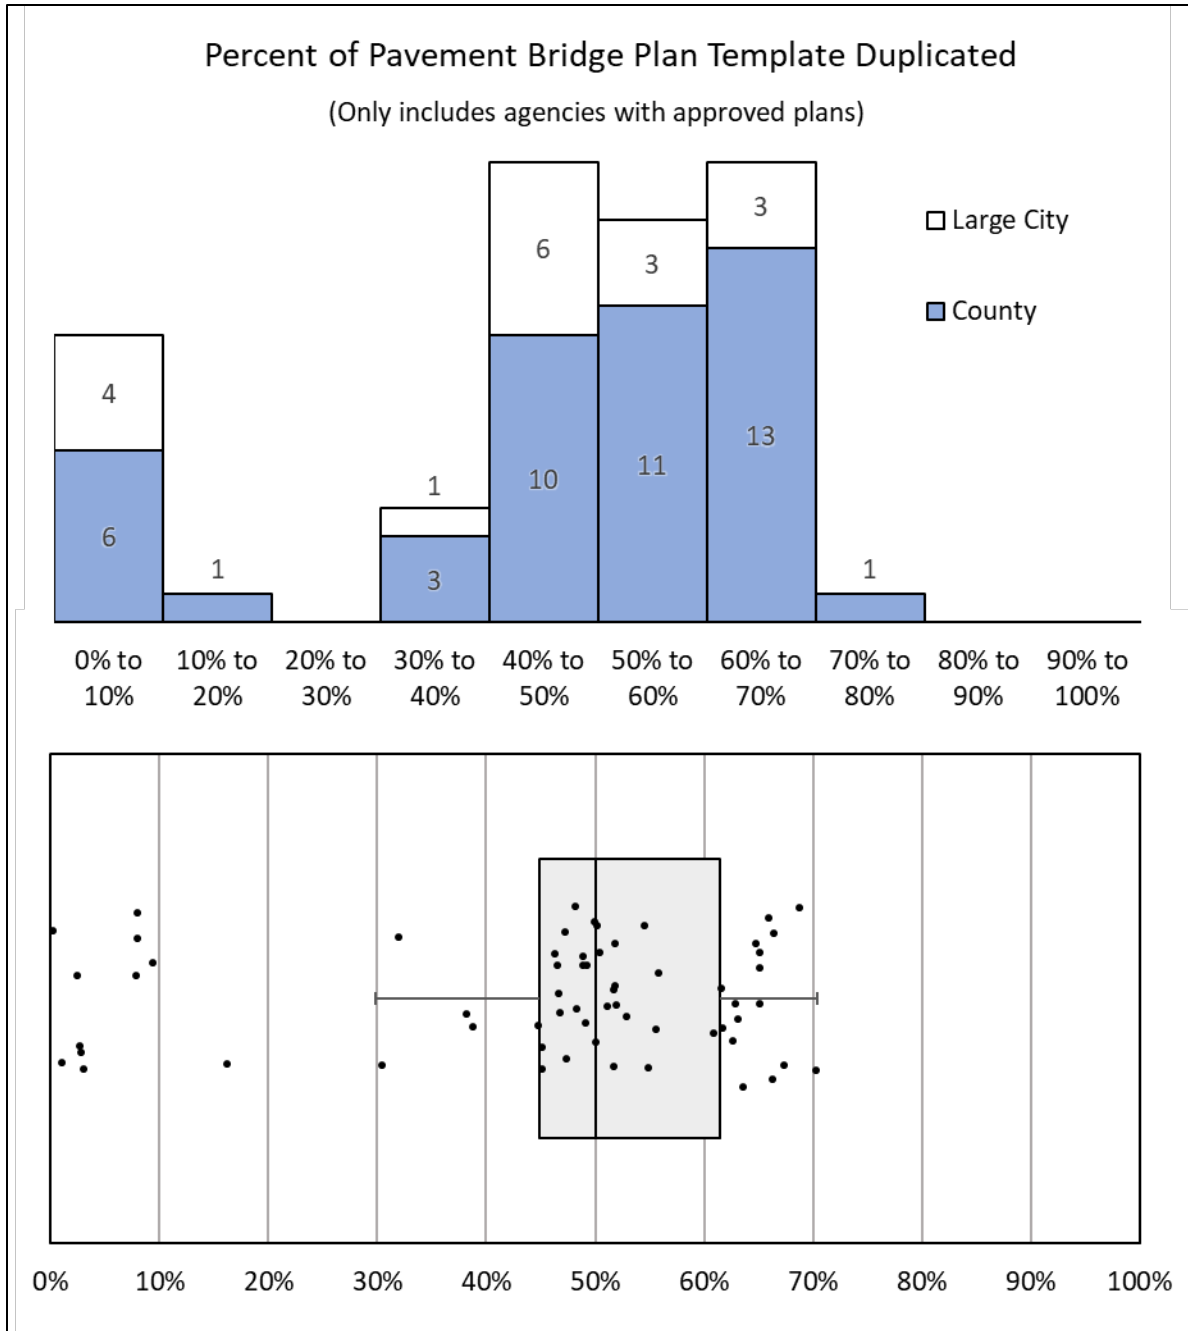 Percent of Pavement Bridge Plan Template Duplicated
(Only includes agencies with approved plans)
Large City
County
4
6
1
1
3
6
10
3
11
3
13
1
0% to 10%
10% to 20%
20% to 30%
30% to 40%
40% to 50%
50% to 60%
60% to 70%
70% to 80%
80% to 90%
90% to 100%
0% 10% 20% 30% 40% 50% 60% 70% 80% 90% 100%